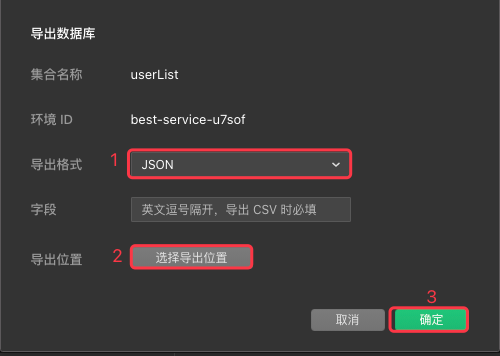 导出数据库
集合名称 userList
环境 ID best-service-u7sof
导出格式 1 JSON
字段 英文逗号隔开，导出 CSV 时必填
导出位置 2 选择导出位置
3
取消 确定